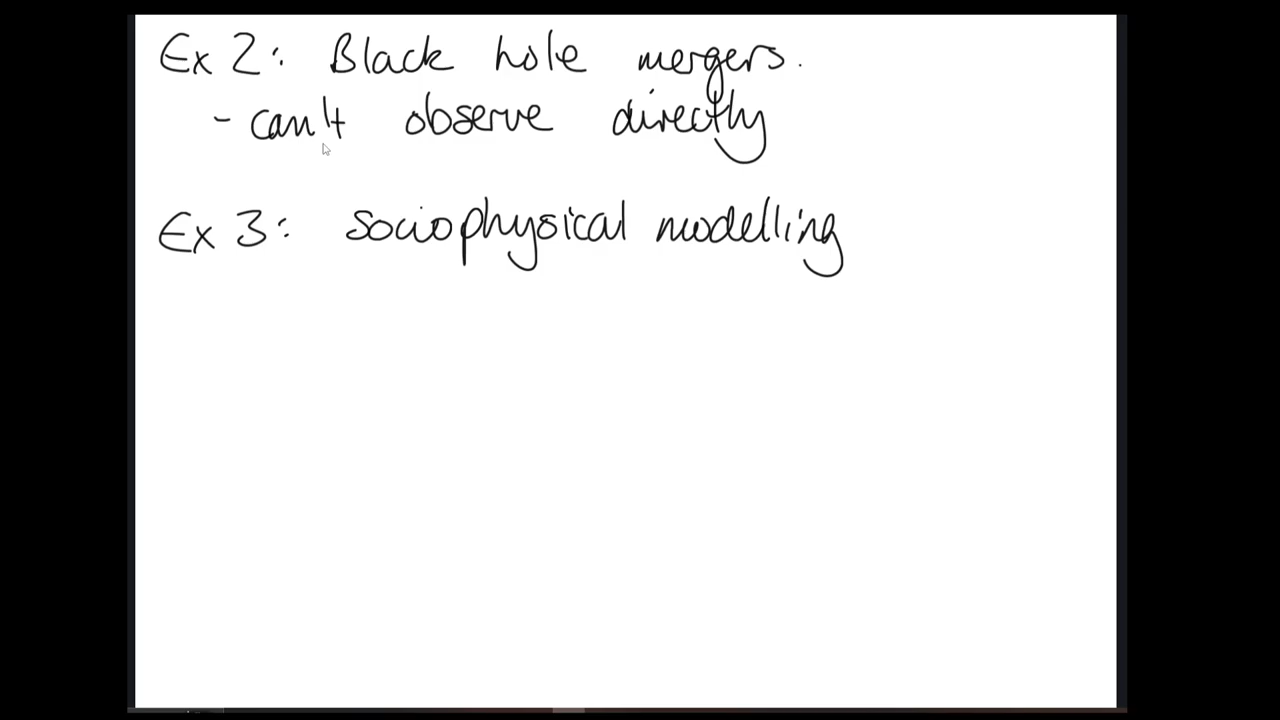 Ex 2: Black hole mergers.
- can't observe directly
Ex 3: sociophysical modelling